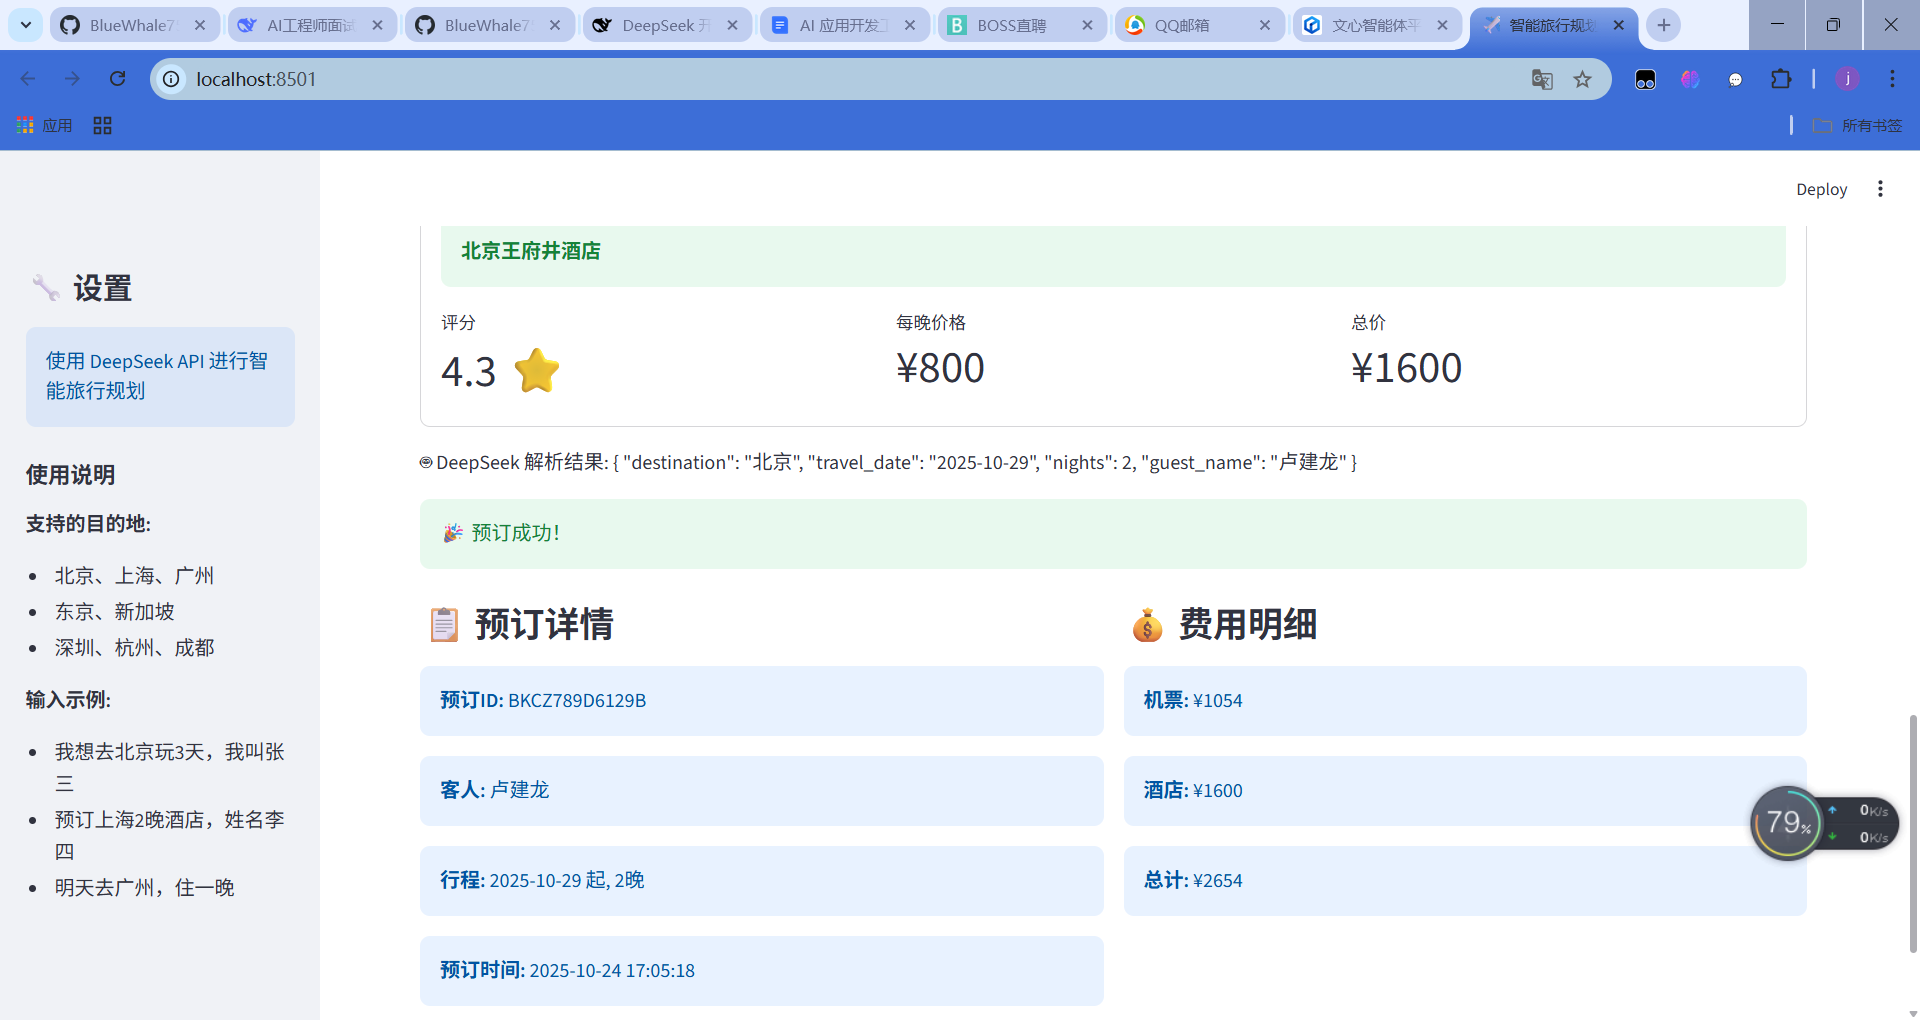 BlueWhale7
AI工程师面试
BlueWhale7
DeepSeek 开
AI 应用开发工
BOSS直聘
QQ邮箱
文心智能体平
智能旅行规划
localhost:8501
j
应用
所有书签
Deploy
设置
使用 DeepSeek API 进行智
能旅行规划
使用说明
支持的目的地:
北京、上海、广州
东京、新加坡
深圳、杭州、成都
输入示例:
我想去北京玩3天，我叫张
三
预订上海2晚酒店，姓名李
四
明天去广州，住一晚
北京王府井酒店
评分
4.3
每晚价格
¥800
总价
¥1600
DeepSeek 解析结果: { "destination": "北京", "travel_date": "2025-10-29", "nights": 2, "guest_name": "卢建龙" }
预订成功！
预订详情
预订ID: BKCZ789D6129B
客人: 卢建龙
行程: 2025-10-29 起, 2晚
预订时间: 2025-10-24 17:05:18
费用明细
机票: ¥1054
酒店: ¥1600
总计: ¥2654
79%
0K/s
0K/s